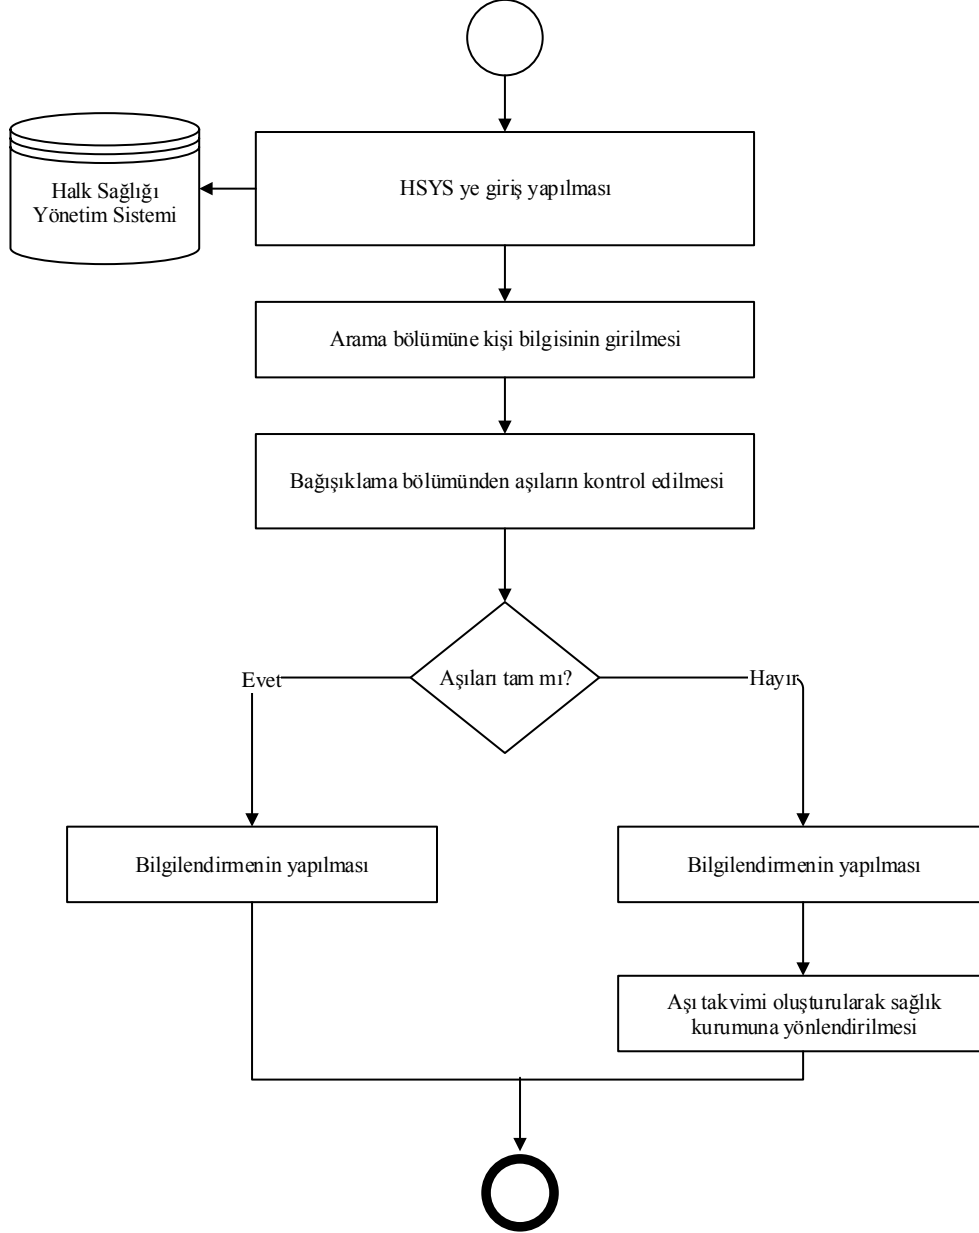 HSYS ye giriş yapılması
Halk Sağlığı
Yönetim Sistemi
Arama bölümüne kişi bilgisinin girilmesi
Bağışıklama bölümünden aşıların kontrol edilmesi
Aşıları tam mı?
Evet
Hayır
Bilgilendirmenin yapılması
Bilgilendirmenin yapılması
Aşı takvimi oluşturularak sağlık
kurumuna yönlendirilmesi